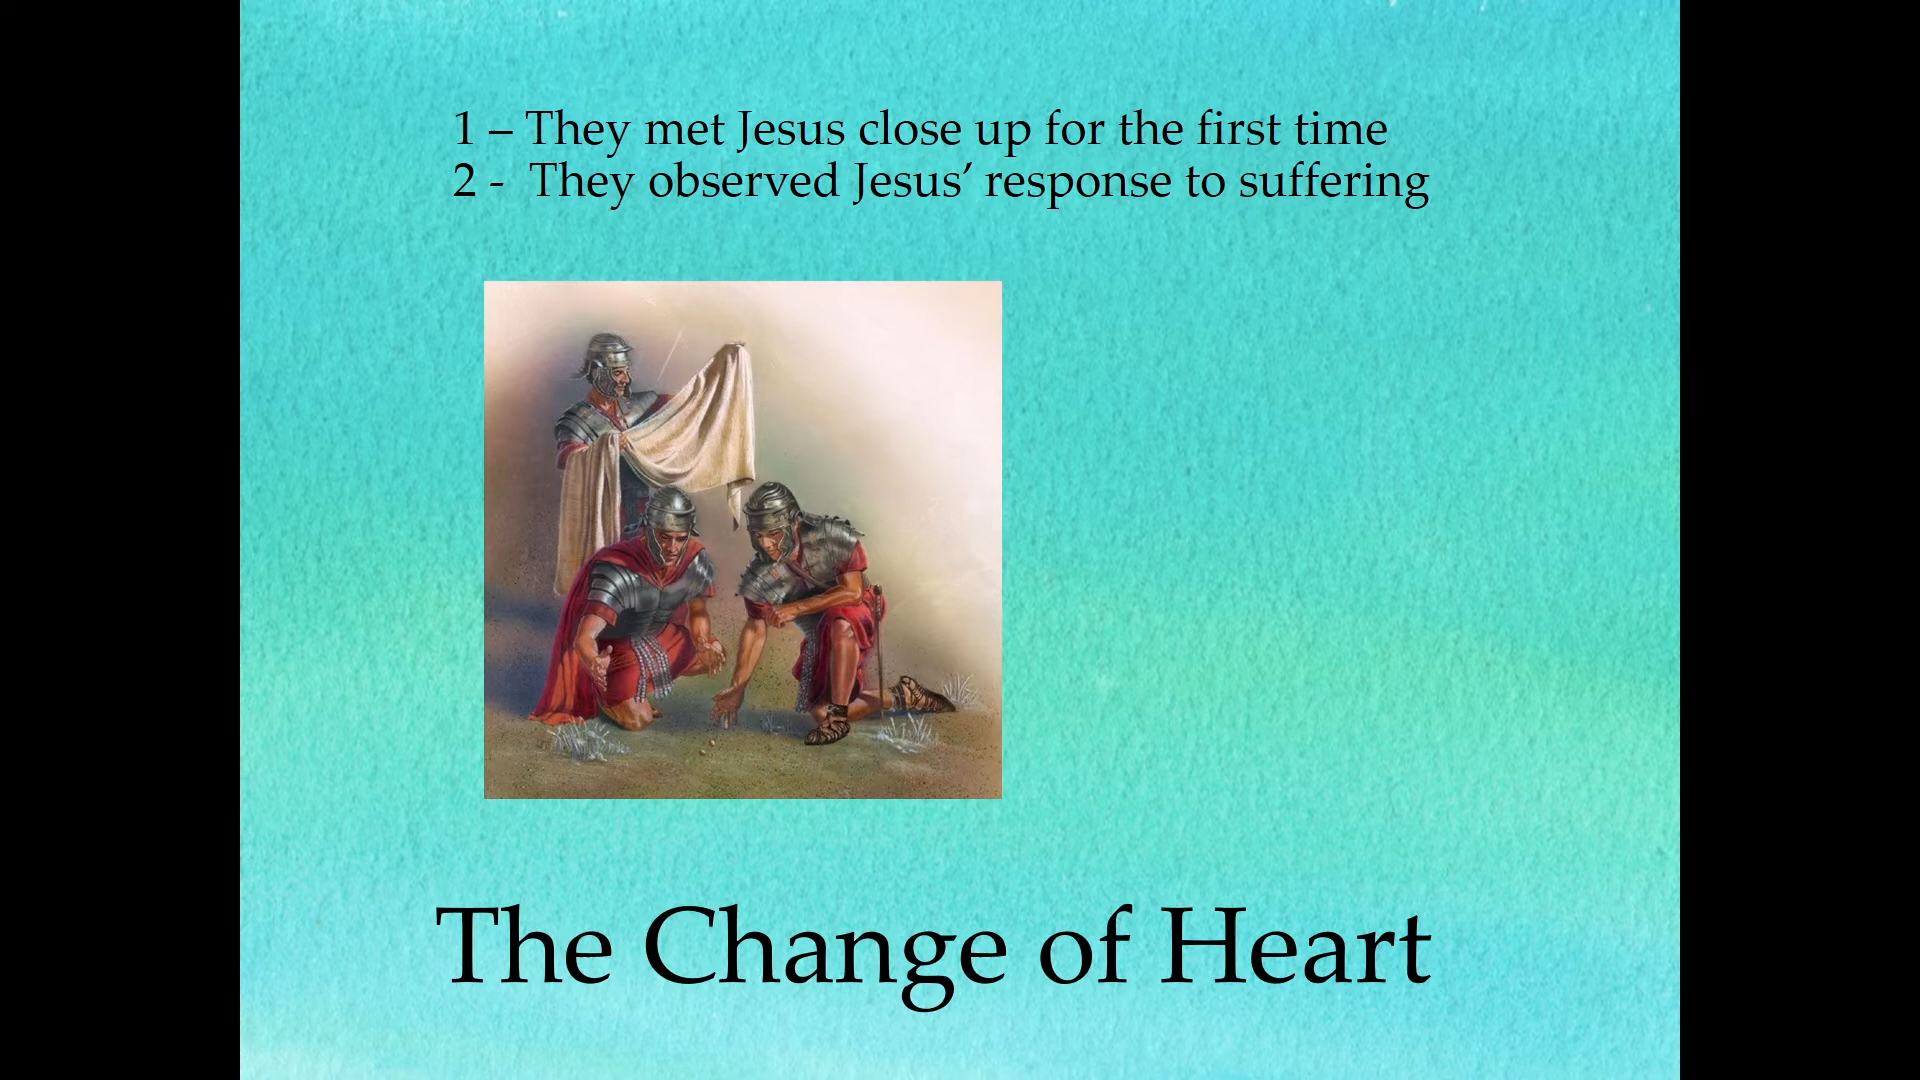 1 – They met Jesus close up for the first time
2 -  They observed Jesus’ response to suffering
The Change of Heart